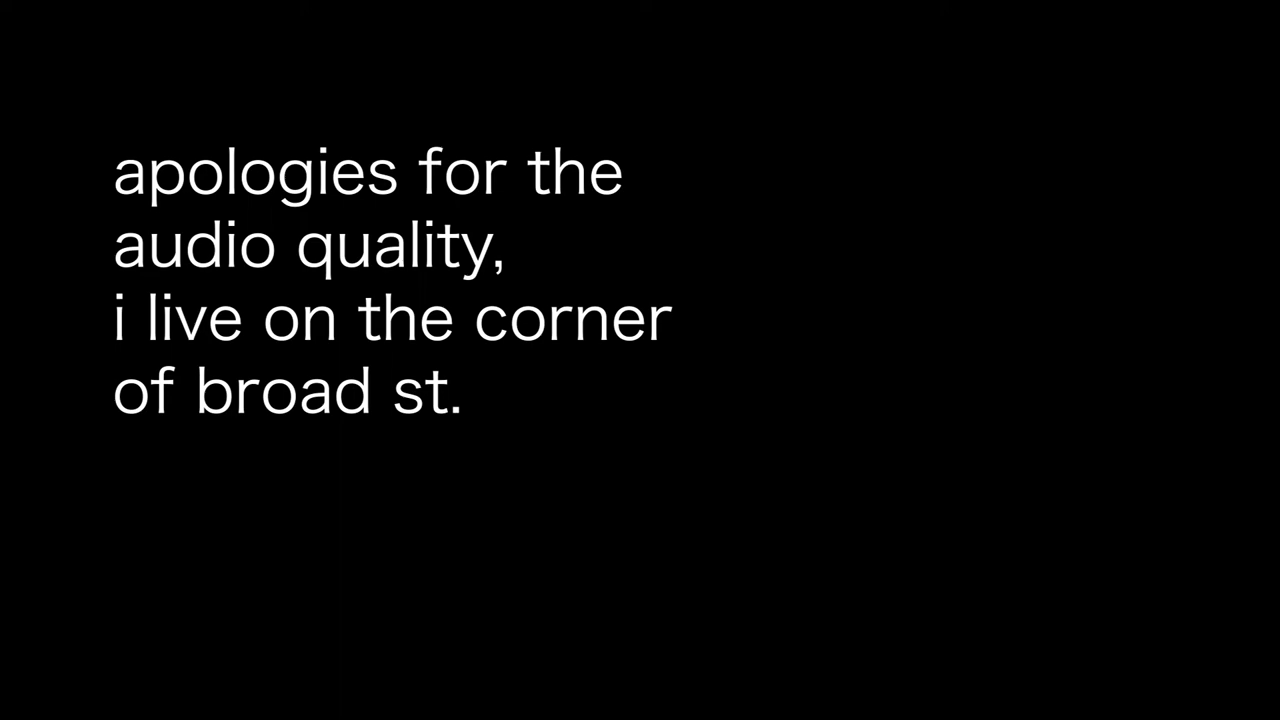 apologies for the
audio quality,
i live on the corner
of broad st.